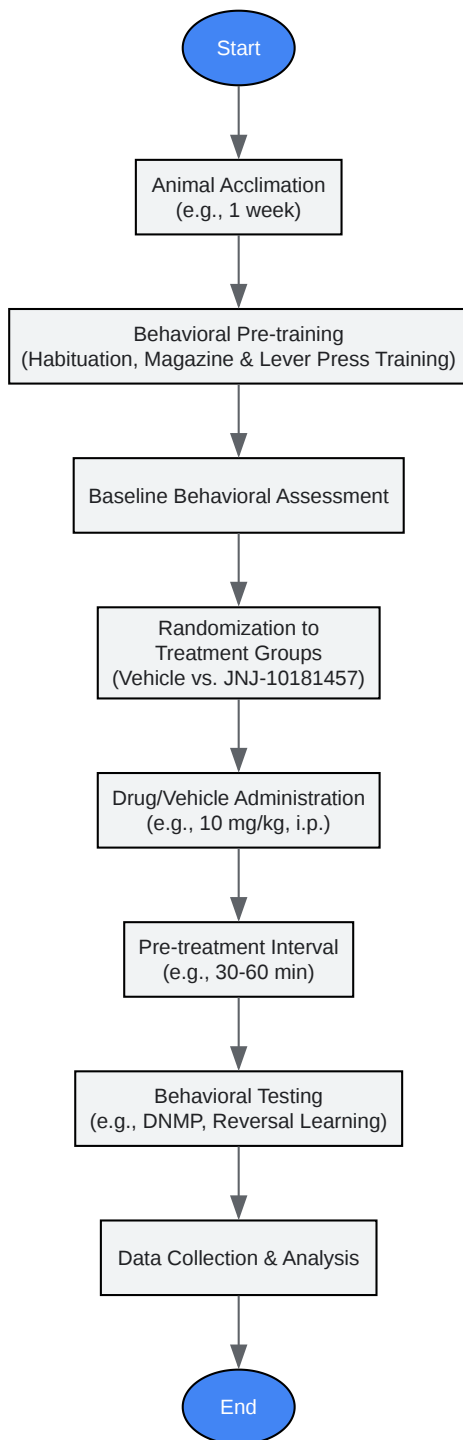 Start
Animal Acclimation
(e.g., 1 week)
Behavioral Pre-training
(Habituation, Magazine & Lever Press Training)
Baseline Behavioral Assessment
Randomization to
Treatment Groups
(Vehicle vs. JNJ-10181457)
Drug/Vehicle Administration
(e.g., 10 mg/kg, i.p.)
Pre-treatment Interval
(e.g., 30-60 min)
Behavioral Testing
(e.g., DNMP, Reversal Learning)
Data Collection & Analysis
End